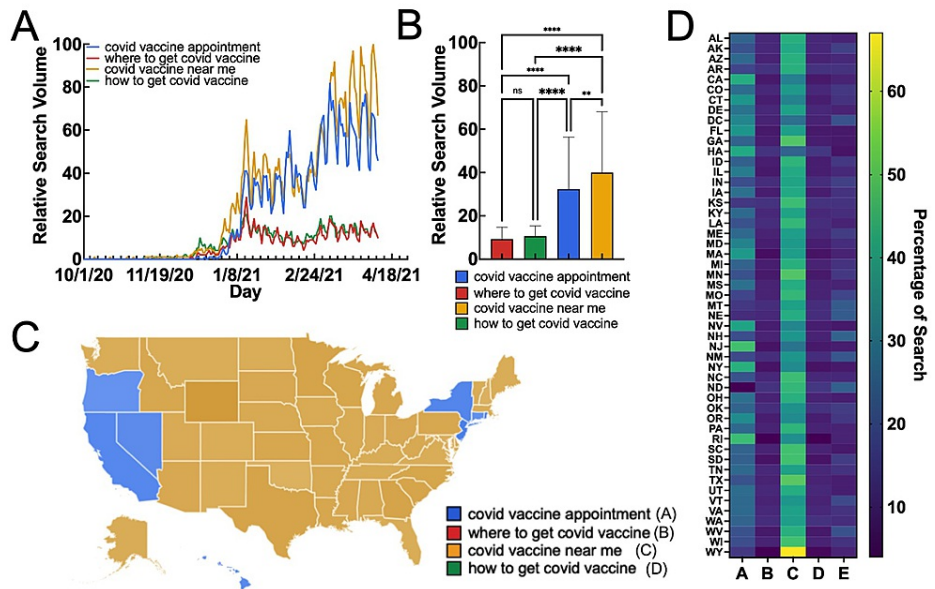 A
Relative Search Volume
100
80
60
40
20
0
covid vaccine appointment
where to get covid vaccine
covid vaccine near me
how to get covid vaccine
10/1/20
11/19/20
1/8/21
2/24/21
4/18/21
Day
B
Relative Search Volume
100
80
60
40
20
0
****
****
****
ns
****
**
covid vaccine appointment
where to get covid vaccine
covid vaccine near me
how to get covid vaccine
C
covid vaccine appointment (A)
where to get covid vaccine (B)
covid vaccine near me (C)
how to get covid vaccine (D)
D
AL
AK
AZ
AR
CA
CO
CT
DE
DC
FL
GA
HA
ID
IL
IN
IA
KS
KY
LA
ME
MD
MA
MI
MN
MS
MO
MT
NE
NV
NH
NJ
NM
NY
NC
ND
OH
OK
OR
PA
RI
SC
SD
TN
TX
UT
VT
VA
WA
WV
WI
WY
A B C D E
60
50
40
30
20
10
Percentage of Search